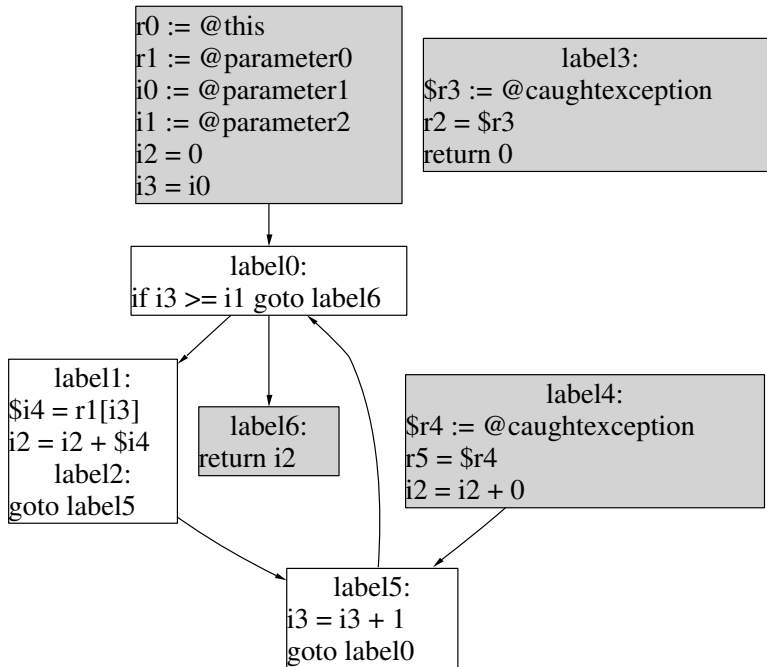 r0 := @this
r1 := @parameter0
i0 := @parameter1
i1 := @parameter2
i2 = 0
i3 = i0
label3:
$r3 := @caughtexception
r2 = $r3
return 0
label0:
if i3 >= i1 goto label6
label1:
$i4 = r1[i3]
i2 = i2 + $i4
label2:
goto label5
label6:
return i2
label4:
$r4 := @caughtexception
r5 = $r4
i2 = i2 + 0
label5:
i3 = i3 + 1
goto label0